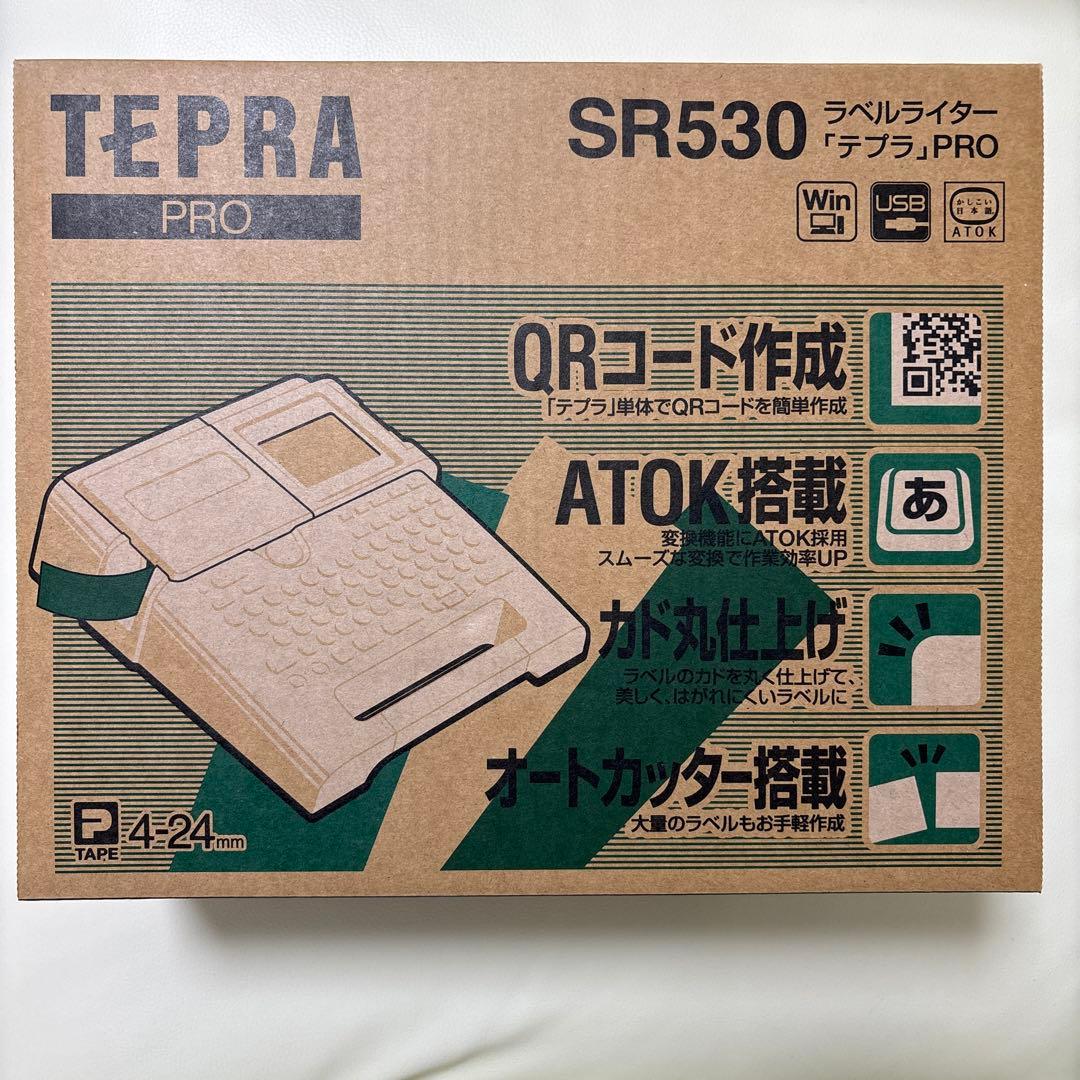 TEPRA
PRO
SR530
ラベルライター
「テプラ」PRO
Win
USB
かしこい
日本語
ATOK
QRコード作成
「テプラ」単体でQRコードを簡単作成
ATOK搭載
変換機能にATOK採用
スムーズな変換で作業効率UP
あ
カド丸仕上げ
ラベルのカドを丸く仕上げて、
美しく、はがれにくいラベルに
オートカッター搭載
大量のラベルもお手軽作成
P
TAPE
4-24mm